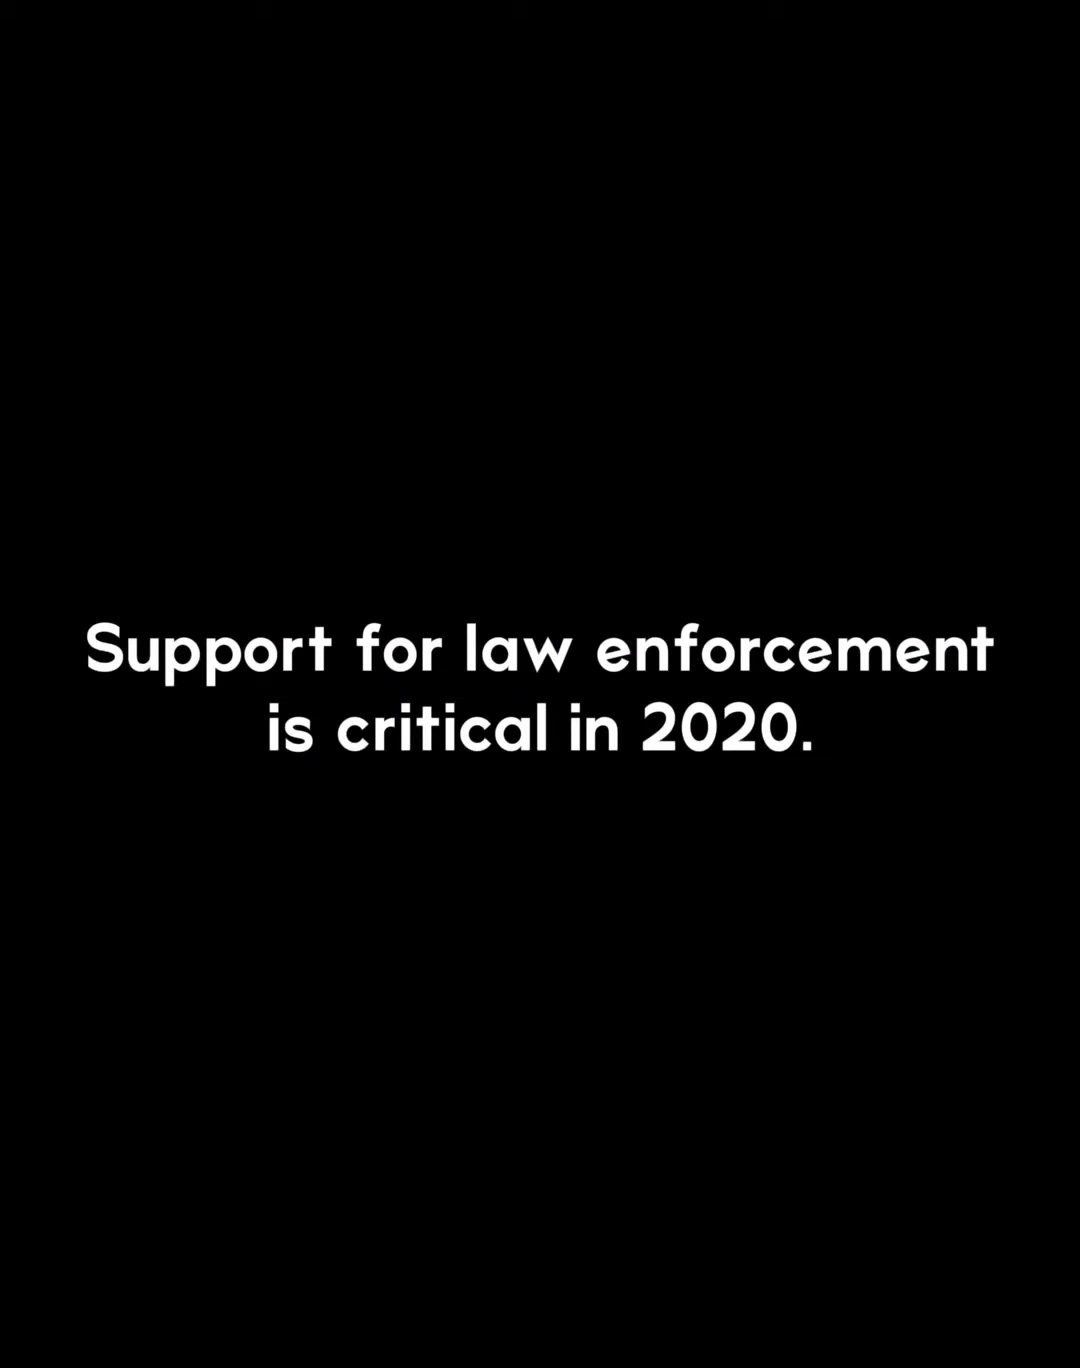 Support for law enforcement
is critical in 2020.